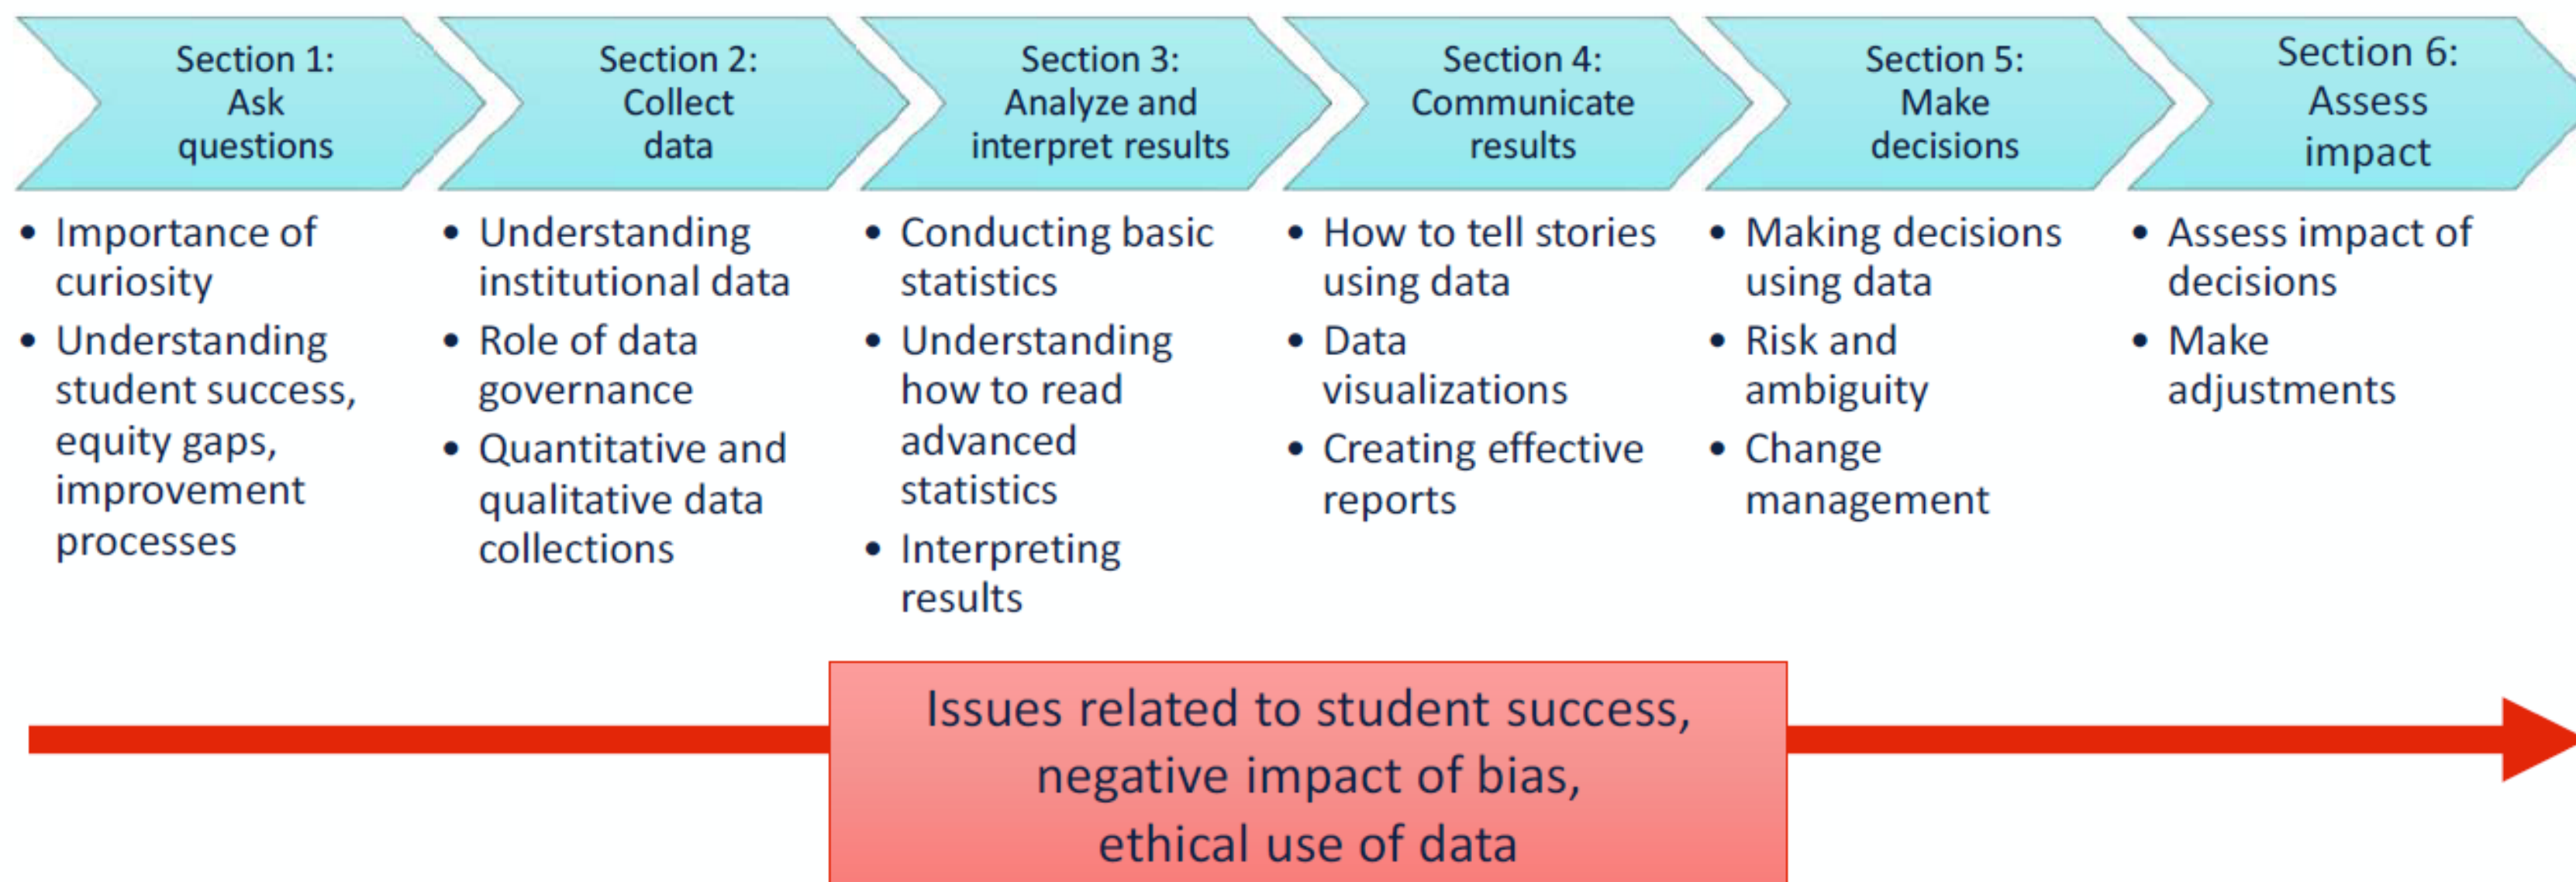 Section 1:
Ask
questions
Section 2:
Collect
data
Section 3:
Analyze and
interpret results
Section 4:
Communicate
results
Section 5:
Make
decisions
Section 6:
Assess
impact
• Importance of
curiosity
• Understanding
student success,
equity gaps,
improvement
processes
• Understanding
institutional data
• Role of data
governance
• Quantitative and
qualitative data
collections
• Conducting basic
statistics
• Understanding
how to read
advanced
statistics
• Interpreting
results
• How to tell stories
using data
• Data
visualizations
• Creating effective
reports
• Making decisions
using data
• Risk and
ambiguity
• Change
management
• Assess impact of
decisions
• Make
adjustments
Issues related to student success,
negative impact of bias,
ethical use of data